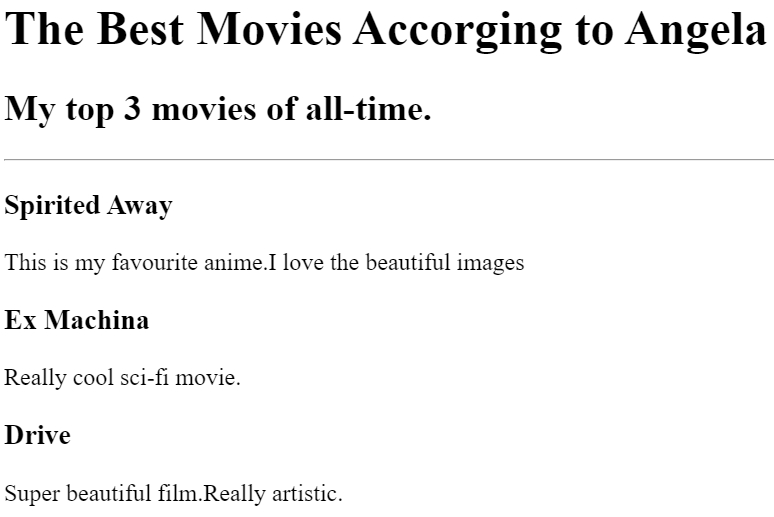 The Best Movies Accorging to Angela
My top 3 movies of all-time.
Spirited Away
This is my favourite anime.I love the beautiful images
Ex Machina
Really cool sci-fi movie.
Drive
Super beautiful film.Really artistic.